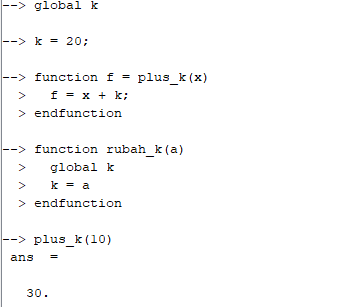 --> global k
--> k = 20;
--> function f = plus_k(x)
>   f = x + k;
> endfunction
--> function rubah_k(a)
>   global k
>   k = a
> endfunction
--> plus_k(10)
ans  =
30.